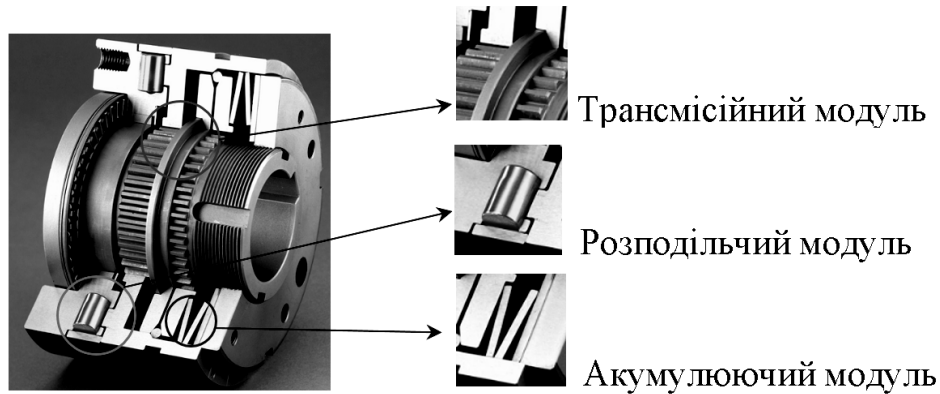 Трансмісійний модуль
Розподільчий модуль
Акумулюючий модуль